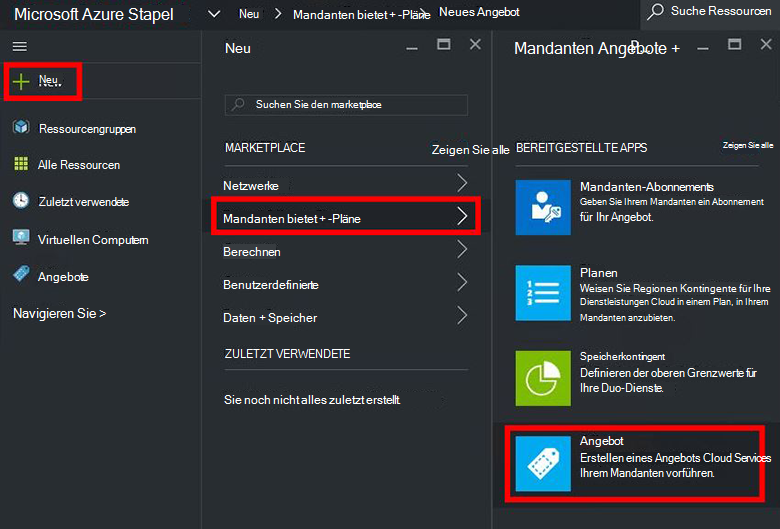 Microsoft Azure Stapel
Neu
Mandanten bietet + -Pläne
Neues Angebot
Suche Ressourcen
Neu
Ressourcengruppen
Alle Ressourcen
Zuletzt verwendete
Virtuellen Computern
Angebote
Navigieren Sie >
Neu
Suchen Sie den marketplace
MARKETPLACE
Zeigen Sie alle
Netzwerke
Mandanten bietet + -Pläne
Berechnen
Benutzerdefinierte
Daten + Speicher
ZULETZT VERWENDETE
Sie noch nicht alles zuletzt erstellt.
Mandanten Angebote +
BEREITGESTELLTE APPS
Zeigen Sie alle
Mandanten-Abonnements
Geben Sie Ihrem Mandanten ein Abonnement
für Ihr Angebot.
Planen
Weisen Sie Regionen Kontingente für Ihre
Dienstleistungen Cloud in einem Plan, in Ihrem
Mandanten anzubieten.
Speicherkontingent
Definieren der oberen Grenzwerte für
Ihre Duo-Dienste.
Angebot
Erstellen eines Angebots Cloud Services
Ihrem Mandanten vorführen.